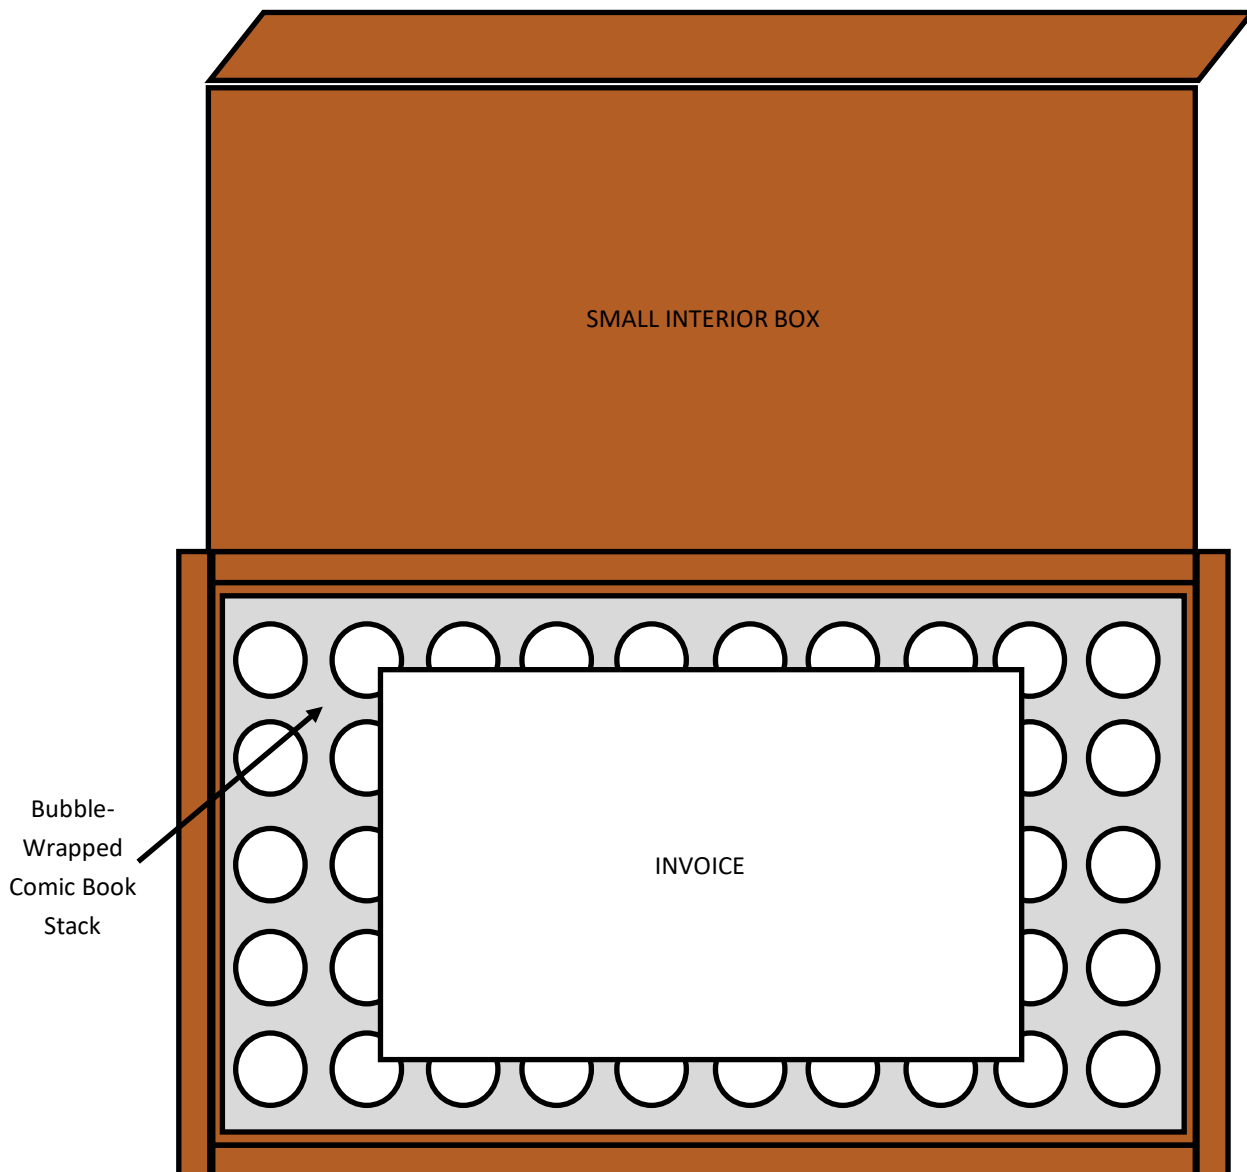 SMALL INTERIOR BOX
Bubble-
Wrapped
Comic Book
Stack
INVOICE